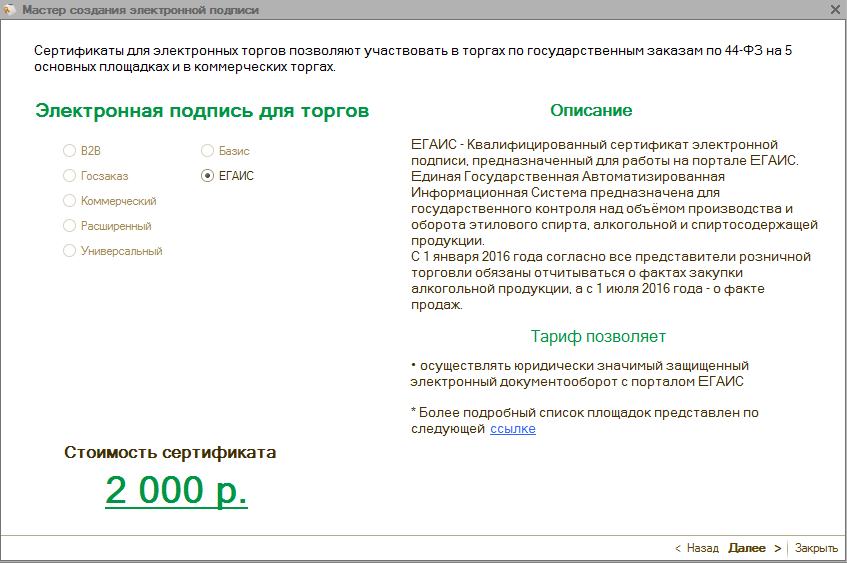 Мастер создания электронной подписи
Сертификаты для электронных торгов позволяют участвовать в торгах по государственным заказам по 44-ФЗ на 5
основных площадках и в коммерческих торгах.
Электронная подпись для торгов
B2B
Базис
Госзаказ
ЕГАИС
Коммерческий
Расширенный
Универсальный
Стоимость сертификата
2 000 р.
Описание
ЕГАИС - Квалифицированный сертификат электронной
подписи, предназначенный для работы на портале ЕГАИС.
Единая Государственная Автоматизированная
Информационная Система предназначена для
государственного контроля над объёмом производства и
оборота этилового спирта, алкогольной и спиртосодержащей
продукции.
С 1 января 2016 года согласно все представители розничной
торговли обязаны отчитываться о фактах закупки
алкогольной продукции, а с 1 июля 2016 года - о факте
продаж.
Тариф позволяет
• осуществлять юридически значимый защищенный
электронный документооборот с порталом ЕГАИС
* Более подробный список площадок представлен по
следующей ссылке
< Назад Далее > Закрыть